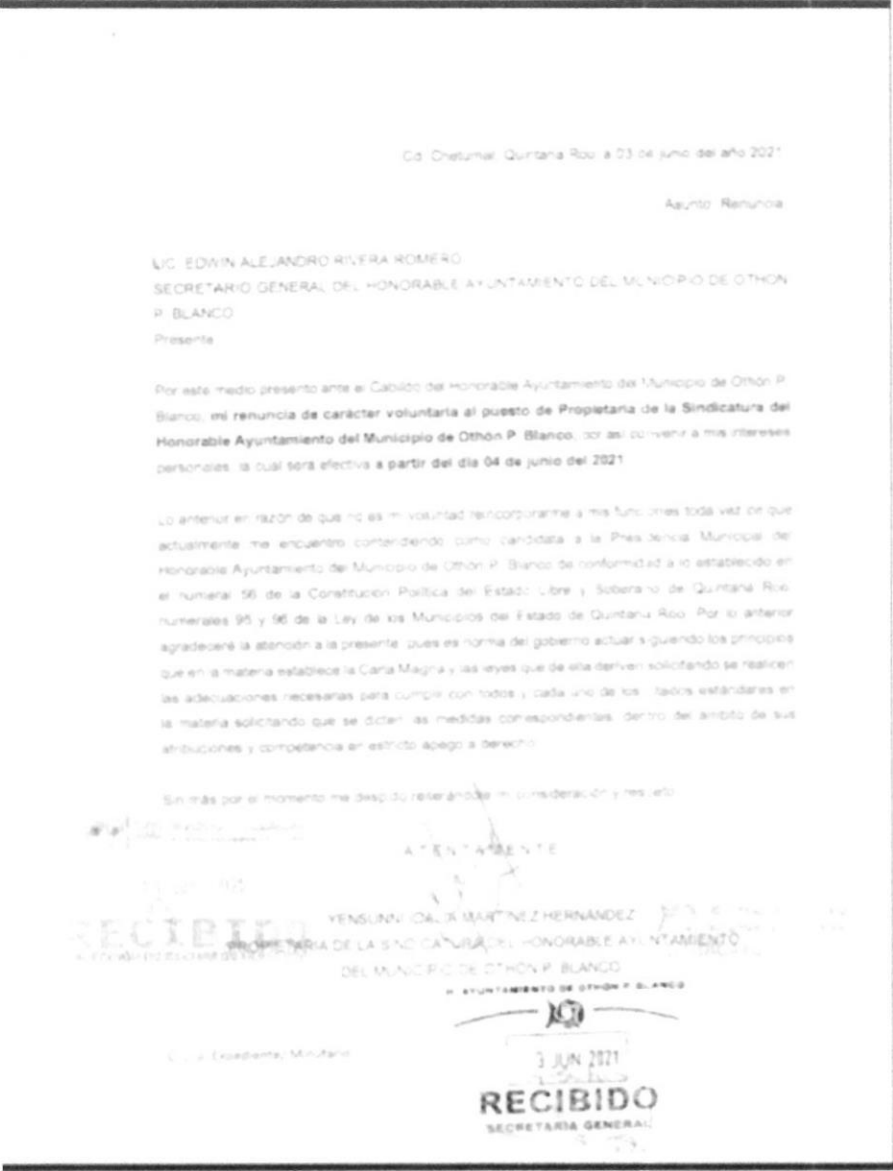 Cd. Chetumal, Quintana Roo a 03 de junio del año 2021
Asunto: Renuncia
LIC. EDWIN ALEJANDRO RIVERA ROMERO
SECRETARIO GENERAL DEL HONORABLE AYUNTAMIENTO DEL MUNICIPIO DE OTHON
P. BLANCO
Presente
Por este medio presento ante el Cabildo del Honorable Ayuntamiento del Municipio de Othón P.
Blanco, mi renuncia de carácter voluntaria al puesto de Propietaria de la Sindicatura del
Honorable Ayuntamiento del Municipio de Othón P. Blanco, por así convenir a mis intereses
personales, la cual será efectiva a partir del día 04 de junio del 2021
Lo anterior en razón de que no es mi voluntad reincorporarme a mis funciones toda vez de que
actualmente me encuentro contendiendo como candidata a la Presidencia Municipal del
Honorable Ayuntamiento del Municipio de Othón P. Blanco de conformidad a lo establecido en
el numeral 56 de la Constitución Política del Estado Libre y Soberano de Quintana Roo
numerales 95 y 96 de la Ley de los Municipios del Estado de Quintana Roo. Por lo anterior
agradeceré la atención a la presente, pues es norma del gobierno actuar siguiendo los principios
que en la materia establece la Carta Magna y las leyes que de ella deriven solicitando se realicen
las adecuaciones necesarias para cumplir con todos y cada uno de los citados estándares en
la materia solicitando que se dicten las medidas correspondientes, dentro del ámbito de sus
atribuciones y competencia en estricto apego a derecho
Sin más por el momento me despido reiterándole mi consideración y respeto
ATENTAMENTE
YENSUNNI IDALIA MARTÍNEZ HERNÁNDEZ
RECIBIDO
PROPIETARIA DE LA SINDICATURA DEL HONORABLE AYUNTAMIENTO
DEL MUNICIPIO DE OTHÓN P. BLANCO
H. AYUNTAMIENTO DE OTHON P. BLANCO
Expediente/ Minutario
3 JUN 2021
RECIBIDO
SECRETARIA GENERAL